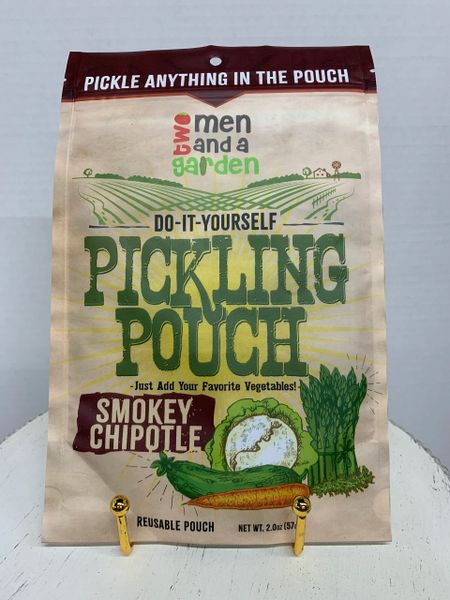 PICKLE ANYTHING IN THE POUCH
two men
and a
garden
DO-IT-YOURSELF
PICKLING
POUCH
-Just Add Your Favorite Vegetables!-
SMOKEY
CHIPOTLE
REUSABLE POUCH NET WT. 2.0oz (57